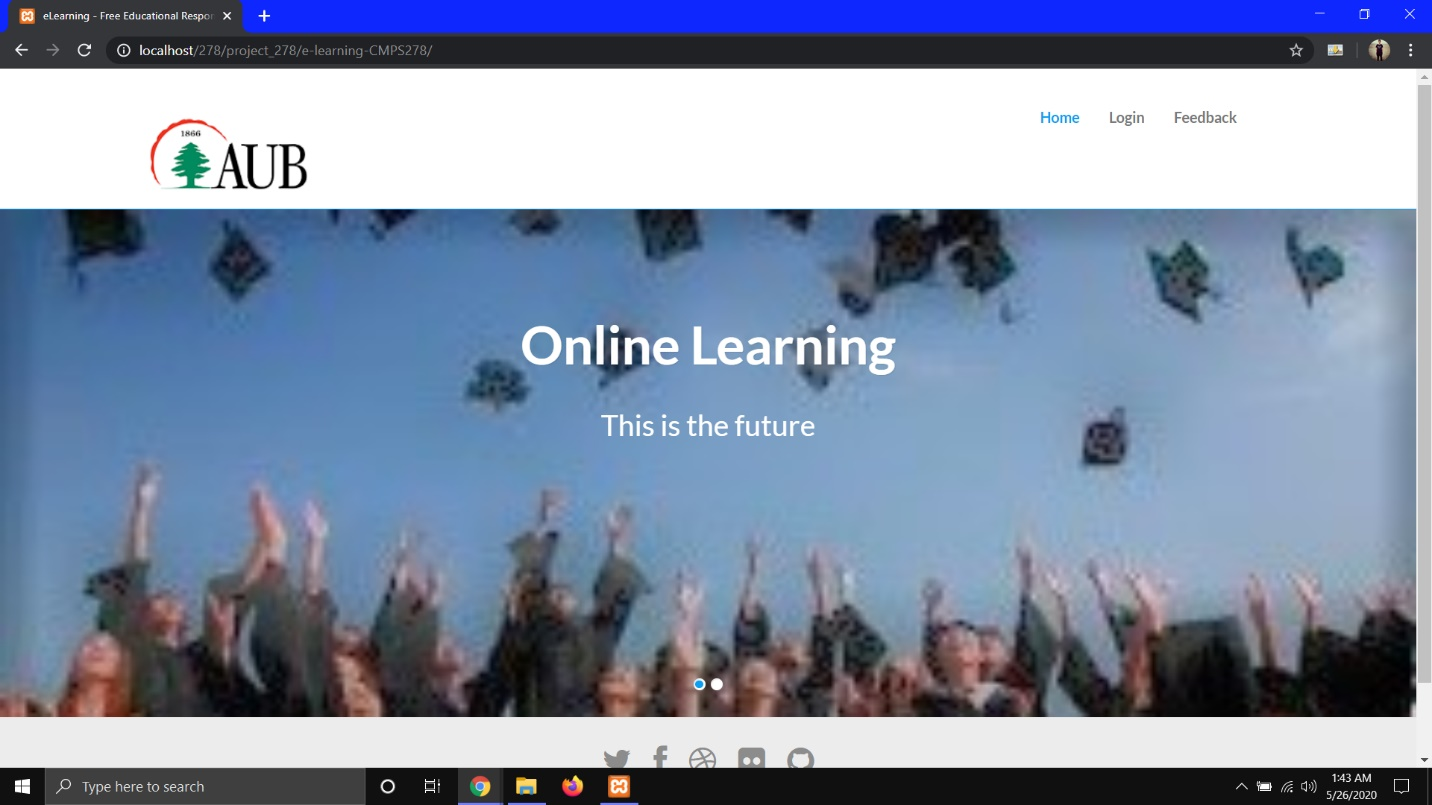 eLearning - Free Educational Respor
localhost/278/project_278/e-learning-CMPS278/
Home Login Feedback
1866
AUB
Online Learning
This is the future
Type here to search
1:43 AM
5/26/2020